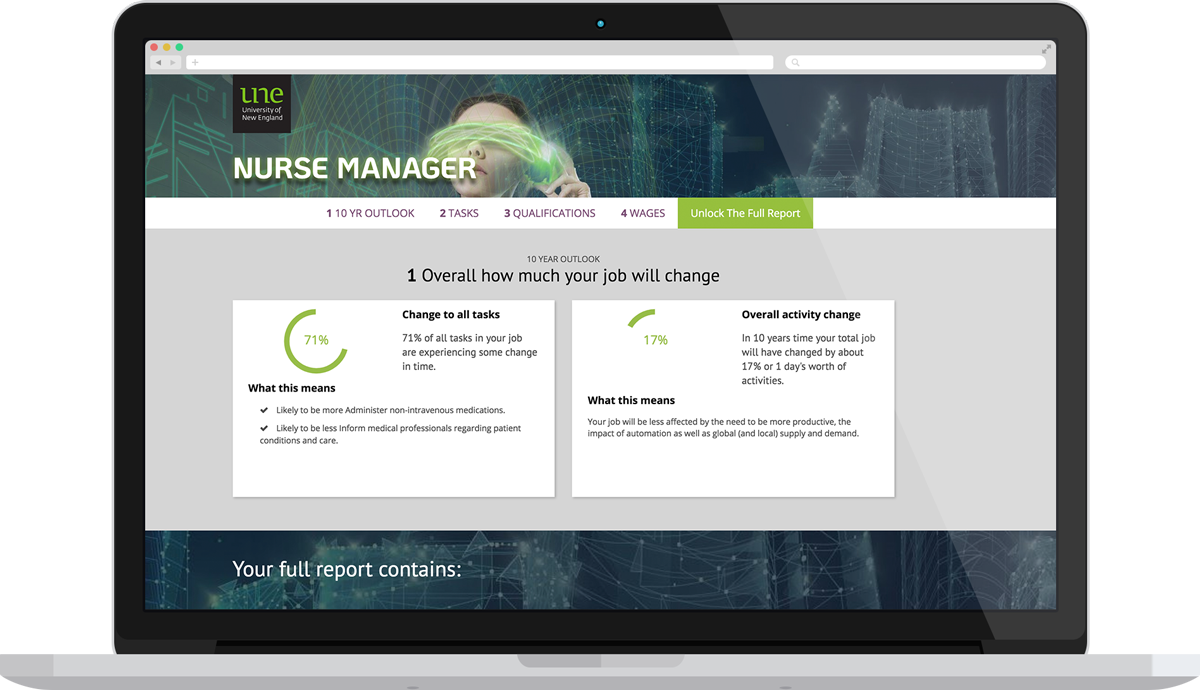 une
University of
New England
NURSE MANAGER
1 10 YR OUTLOOK 2 TASKS 3 QUALIFICATIONS 4 WAGES Unlock The Full Report
10 YEAR OUTLOOK
1 Overall how much your job will change
71%
Change to all tasks
71% of all tasks in your job
are experiencing some change
in time.
What this means
Likely to be more Administer non-intravenous medications.
Likely to be less Inform medical professionals regarding patient
conditions and care.
17%
Overall activity change
In 10 years time your total job
will have changed by about
17% or 1 day's worth of
activities.
What this means
Your job will be less affected by the need to be more productive, the
impact of automation as well as global (and local) supply and demand.
Your full report contains: